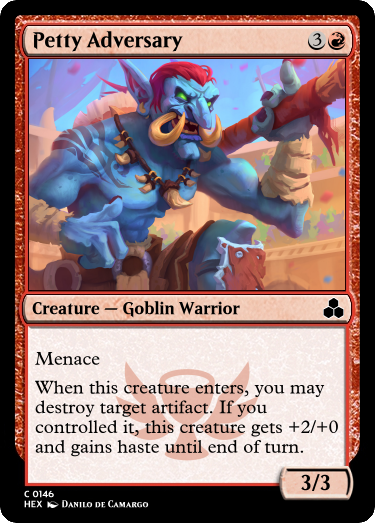 Petty Adversary 3
Creature — Goblin Warrior
Menace
When this creature enters, you may
destroy target artifact. If you
controlled it, this creature gets +2/+0
and gains haste until end of turn.
3/3
C 0146
HEX Danilo de Camargo